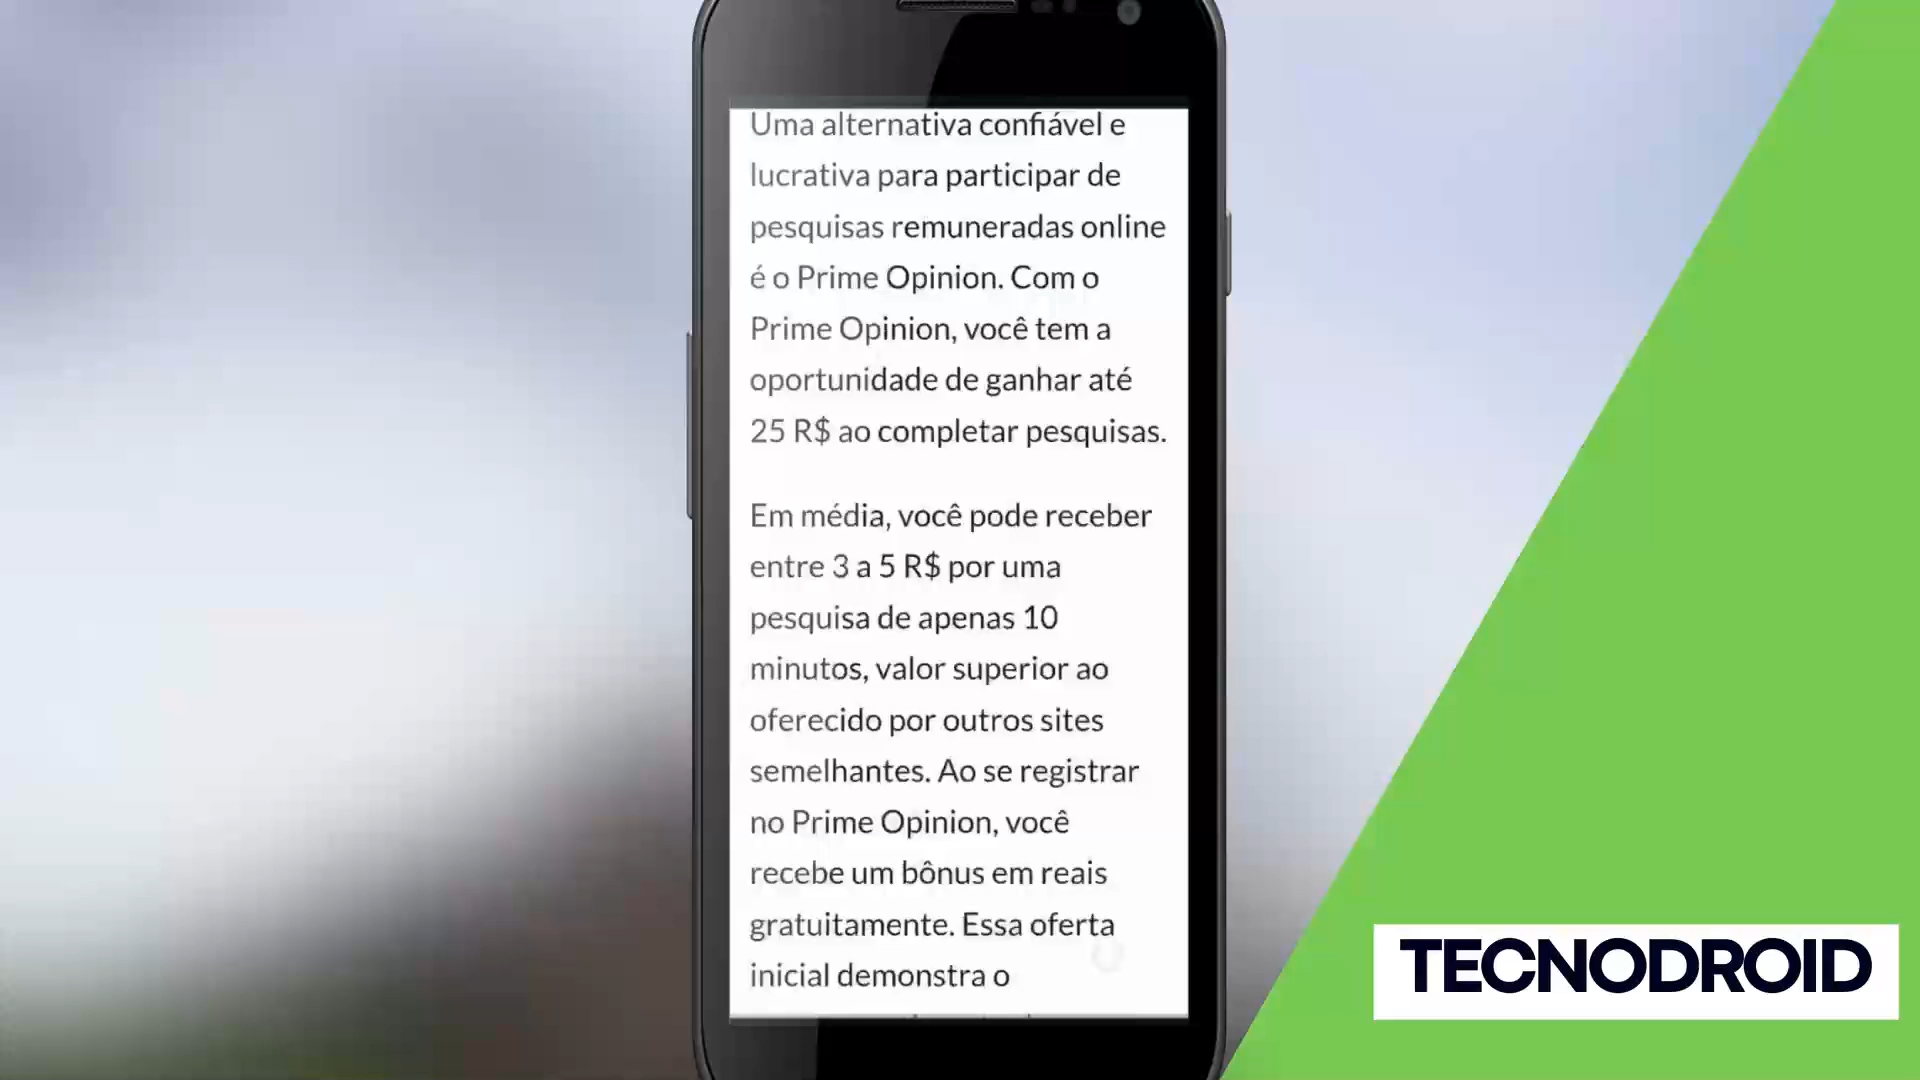 Uma alternativa confiável e
lucrativa para participar de
pesquisas remuneradas online
é o Prime Opinion. Com o
Prime Opinion, você tem a
oportunidade de ganhar até
25 R$ ao completar pesquisas.
Em média, você pode receber
entre 3 a 5 R$ por uma
pesquisa de apenas 10
minutos, valor superior ao
oferecido por outros sites
semelhantes. Ao se registrar
no Prime Opinion, você
recebe um bônus em reais
gratuitamente. Essa oferta
inicial demonstra o
TECNODROID